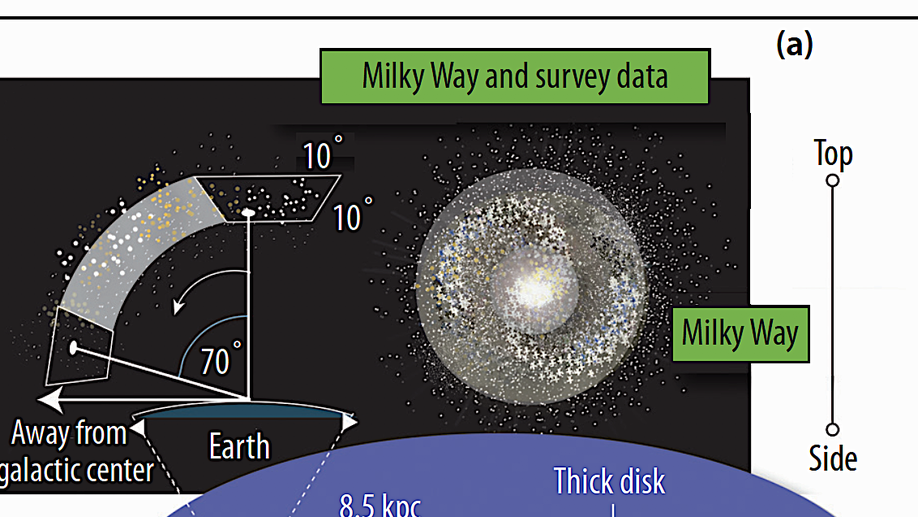 (a)
Milky Way and survey data
10°
10°
Top
Milky Way
70°
Away from
galactic center
Earth
Side
Thick disk
8.5 kpc